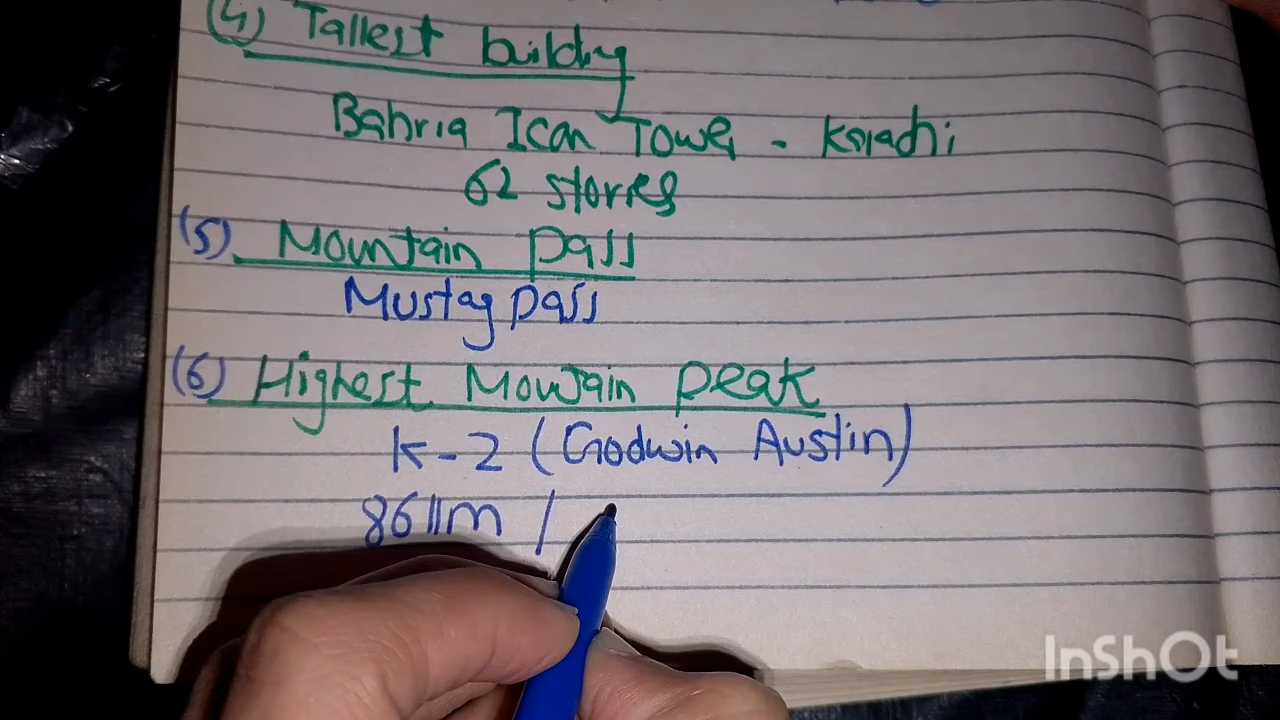 (4) Tallest building
Bahria Icon Tower - Karachi
62 stories
(5). Mountain pass
Mustag pass
(6) Highest Mountain peak
K-2 (Godwin Austin)
8611m /
InShOt